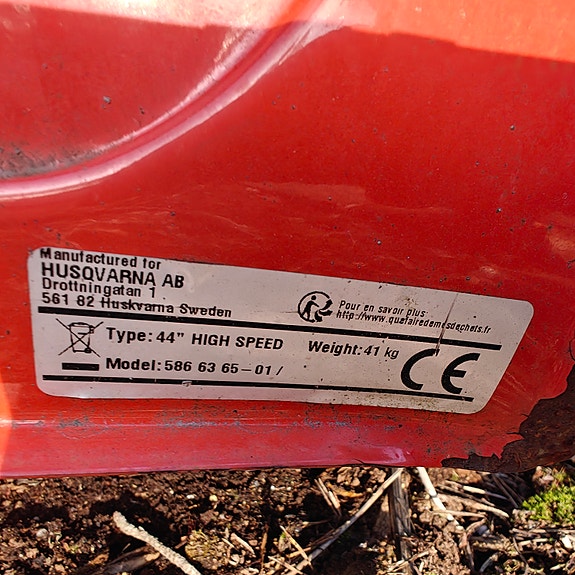 Manufactured for
HUSQVARNA AB
Drottningatan 1
561 82 Huskvarna Sweden
Pour en savoir plus:
http://www.quefairedemesdechets.fr
Type: 44" HIGH SPEED
Weight: 41 kg
Model: 586 63 65-01 /
CE